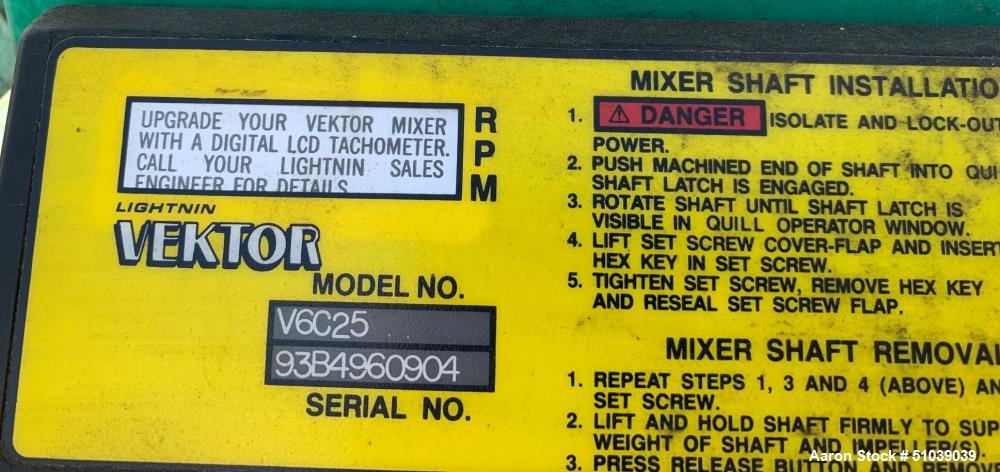 UPGRADE YOUR VEKTOR MIXER
WITH A DIGITAL LCD TACHOMETER.
CALL YOUR LIGHTNIN SALES
ENGINEER FOR DETAILS
R
P
M
LIGHTNIN
VEKTOR
MODEL NO.
V6C25
93B4960904
SERIAL NO.
MIXER SHAFT INSTALLATIO
1. ⚠ DANGER ISOLATE AND LOCK-OUT
POWER.
2. PUSH MACHINED END OF SHAFT INTO QUI
SHAFT LATCH IS ENGAGED.
3. ROTATE SHAFT UNTIL SHAFT LATCH IS
VISIBLE IN QUILL OPERATOR WINDOW.
4. LIFT SET SCREW COVER-FLAP AND INSERT
HEX KEY IN SET SCREW.
5. TIGHTEN SET SCREW, REMOVE HEX KEY
AND RESEAL SET SCREW FLAP.
MIXER SHAFT REMOVAL
1. REPEAT STEPS 1, 3 AND 4 (ABOVE) AN
SET SCREW.
2. LIFT AND HOLD SHAFT FIRMLY TO SUP
WEIGHT OF SHAFT AND IMPELLER(S).
3. PRESS RELEASE BUTTON AND REMOVE
Aaron Stock # 51039039